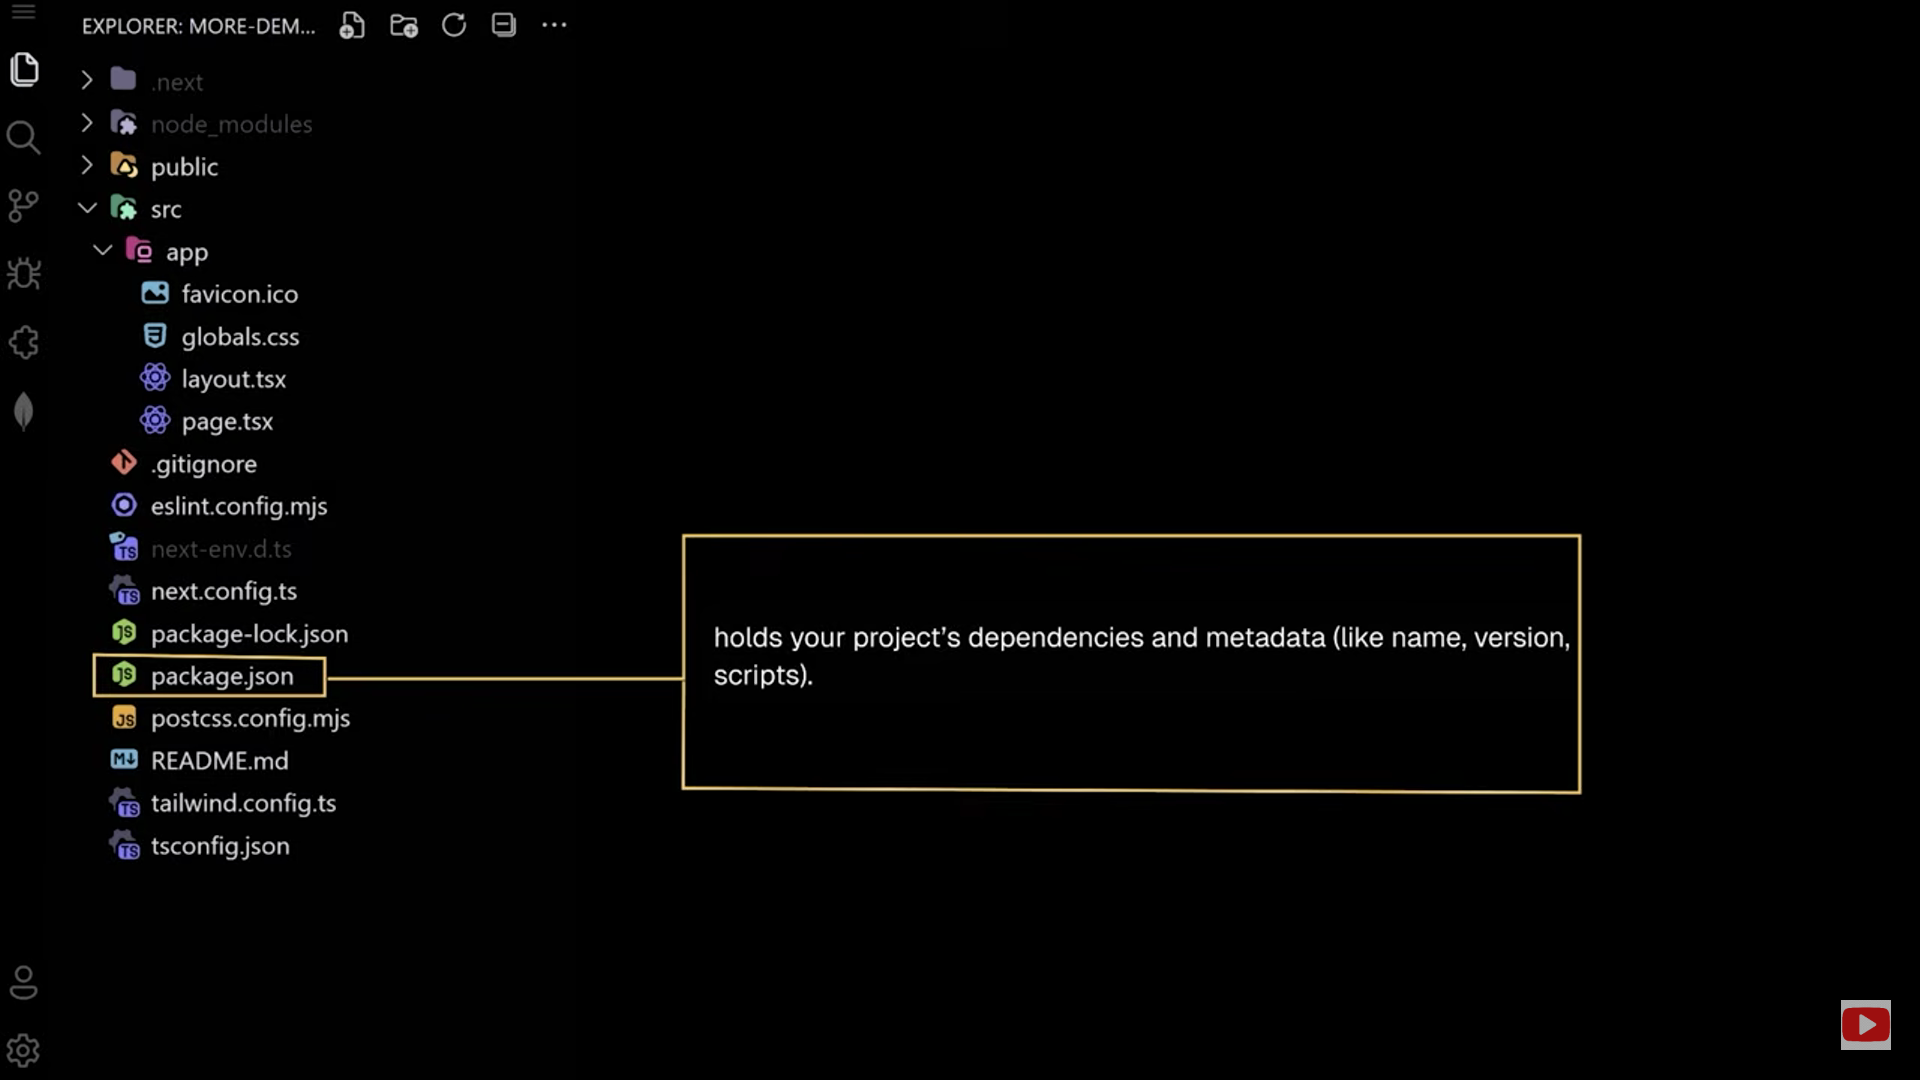 EXPLORER: MORE-DEM...
.next
node_modules
public
src
app
favicon.ico
globals.css
layout.tsx
page.tsx
.gitignore
eslint.config.mjs
next-env.d.ts
next.config.ts
package-lock.json
package.json
postcss.config.mjs
README.md
tailwind.config.ts
tsconfig.json
holds your project’s dependencies and metadata (like name, version,
scripts).